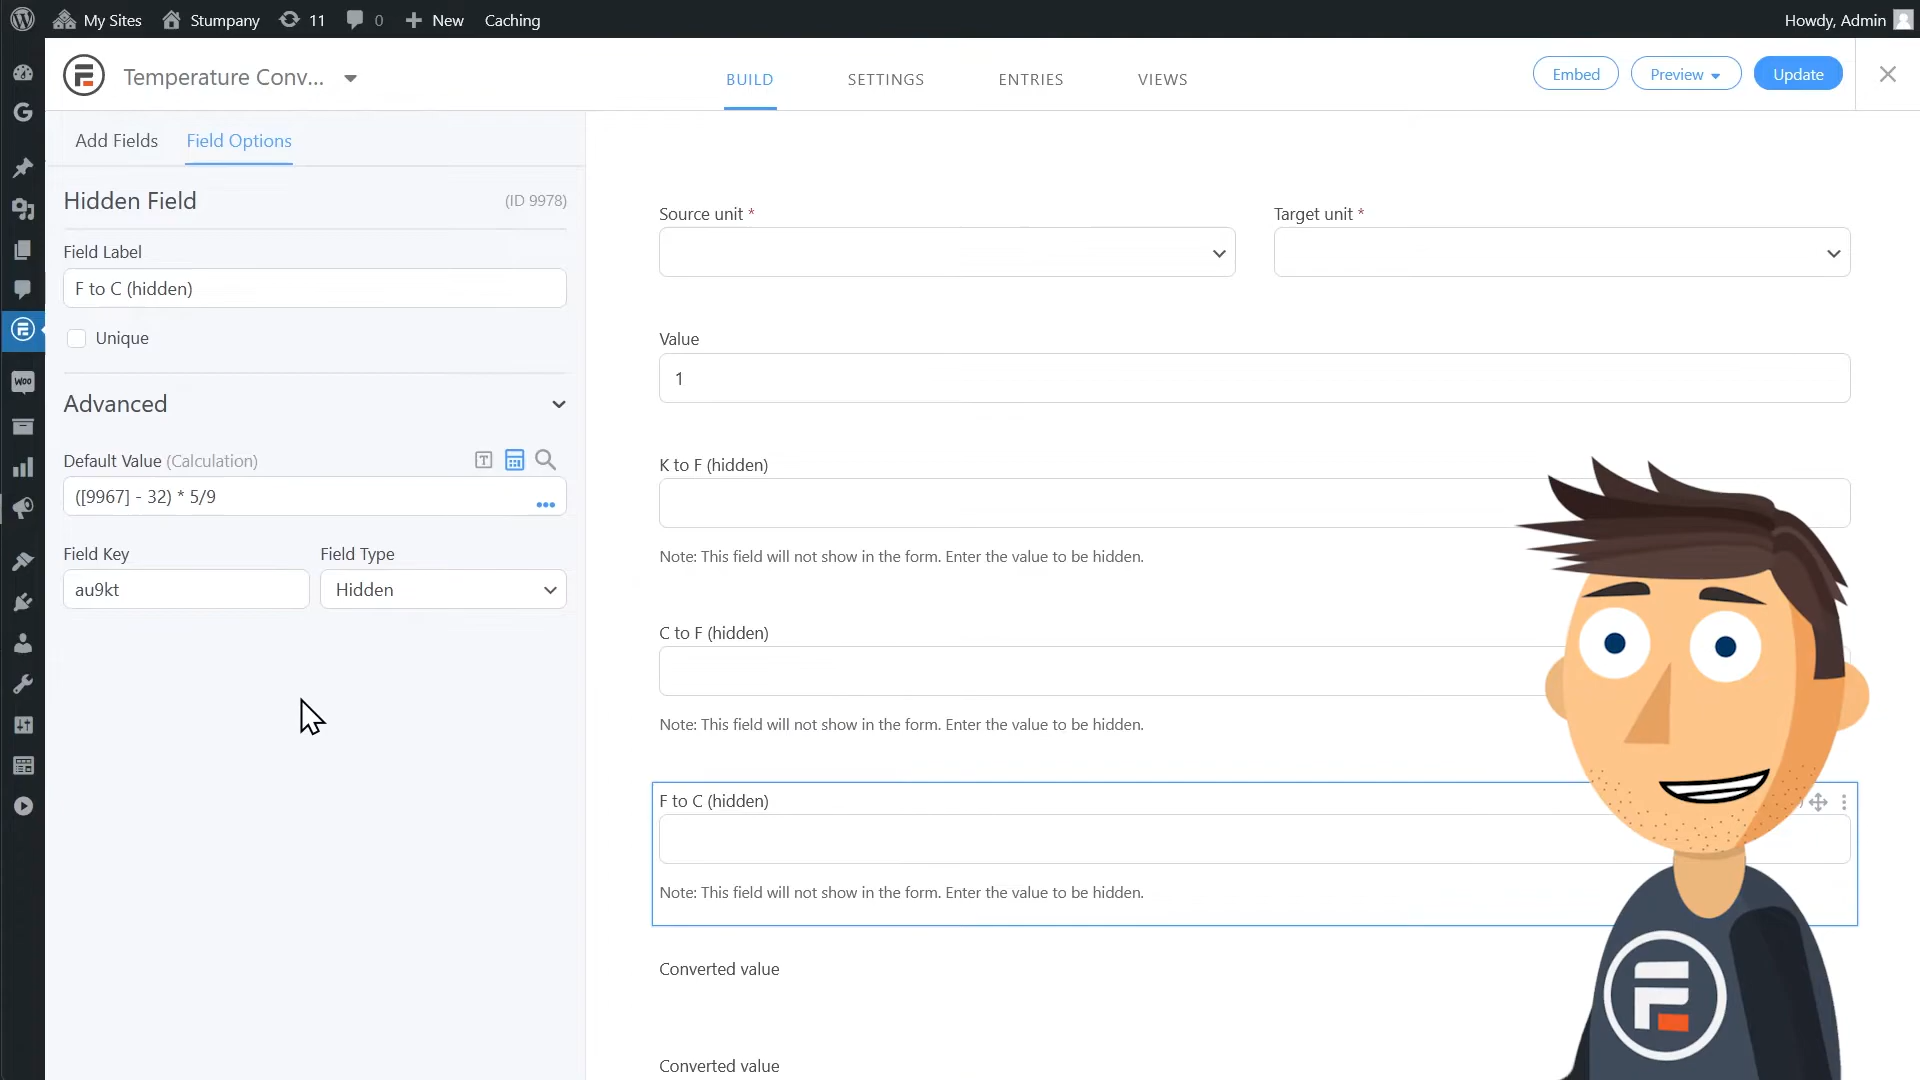 My Sites
Stumpany
11
0
New
Caching
Howdy, Admin
Temperature Conv...
BUILD
SETTINGS
ENTRIES
VIEWS
Embed
Preview
Update
Add Fields
Field Options
Hidden Field
(ID 9978)
Field Label
F to C (hidden)
Unique
Advanced
Default Value (Calculation)
([9967] - 32) * 5/9
Field Key
Field Type
au9kt
Hidden
Source unit *
Target unit *
Value
1
K to F (hidden)
Note: This field will not show in the form. Enter the value to be hidden.
C to F (hidden)
Note: This field will not show in the form. Enter the value to be hidden.
F to C (hidden)
Note: This field will not show in the form. Enter the value to be hidden.
Converted value
Converted value
Woo